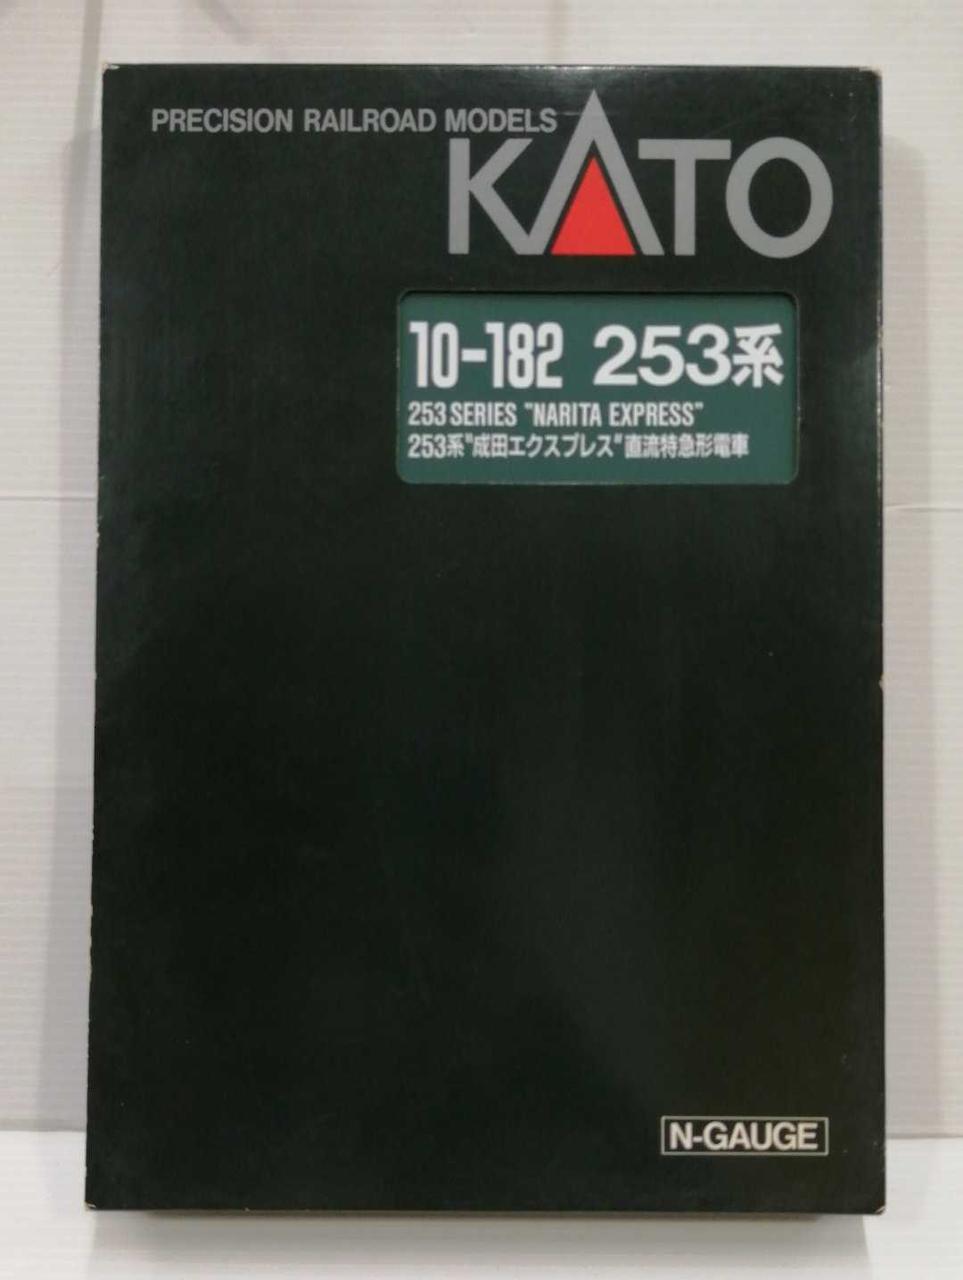 PRECISION RAILROAD MODELS
KATO
10-182 253系
253 SERIES "NARITA EXPRESS"
253系"成田エクスプレス"直流特急形電車
N-GAUGE